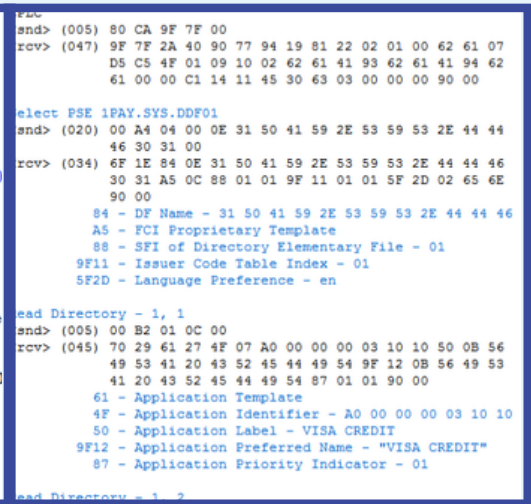 CPLC
snd> (005) 80 CA 9F 7F 00
rcv> (047) 9F 7F 2A 40 90 77 94 19 81 22 02 01 00 62 61 07
D5 C5 4F 01 09 10 02 62 61 41 93 62 61 41 94 62
61 00 00 C1 14 11 45 30 63 03 00 00 00 90 00
elect PSE 1PAY.SYS.DDF01
snd> (020) 00 A4 04 00 0E 31 50 41 59 2E 53 59 53 2E 44 44
46 30 31 00
rcv> (034) 6F 1E 84 0E 31 50 41 59 2E 53 59 53 2E 44 44 46
30 31 A5 0C 88 01 01 9F 11 01 01 5F 2D 02 65 6E
90 00
84 - DF Name - 31 50 41 59 2E 53 59 53 2E 44 44 46
A5 - FCI Proprietary Template
88 - SFI of Directory Elementary File - 01
9F11 - Issuer Code Table Index - 01
5F2D - Language Preference - en
ead Directory - 1, 1
snd> (005) 00 B2 01 0C 00
rcv> (045) 70 29 61 27 4F 07 A0 00 00 00 03 10 10 50 0B 56
49 53 41 20 43 52 45 44 49 54 9F 12 0B 56 49 53
41 20 43 52 45 44 49 54 87 01 01 90 00
61 - Application Template
4F - Application Identifier - A0 00 00 00 03 10 10
50 - Application Label - VISA CREDIT
9F12 - Application Preferred Name - "VISA CREDIT"
87 - Application Priority Indicator - 01
ead Directory - 1, 2